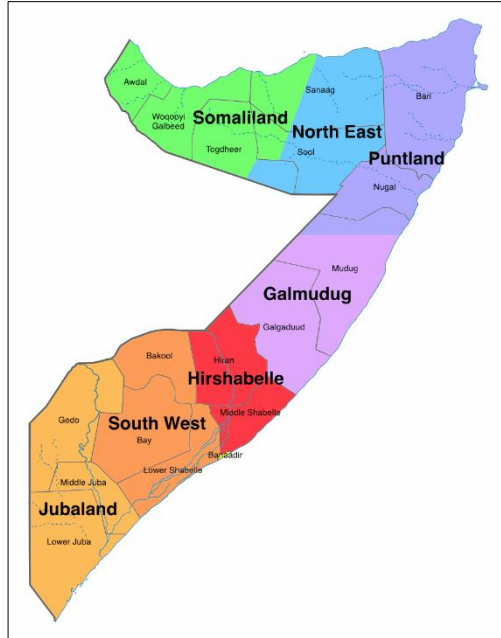 Awdal
Sanaag
Bari
Woqooyi
Galbeed
Somaliland
North East
Togdheer
Sool
Puntland
Nugal
Mudug
Galmudug
Galgaduud
Bakool
Hiran
Hirshabelle
Gedo
South West
Middle Shabelle
Bay
Banaadir
Lower Shabelle
Middle Juba
Jubaland
Lower Juba